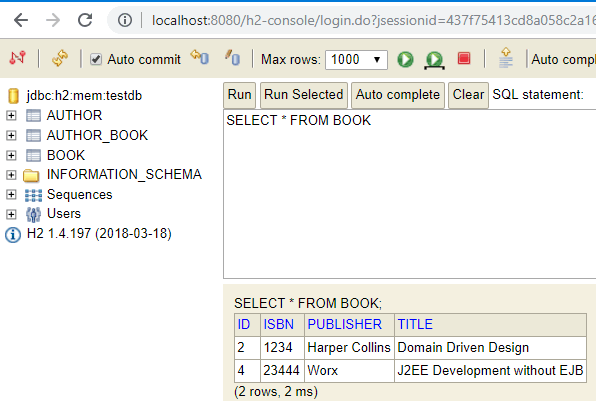 localhost:8080/h2-console/login.do?jsessionid=437f75413cd8a058c2a16
Auto commit Max rows: 1000 Auto compl
jdbc:h2:mem:testdb
AUTHOR
AUTHOR_BOOK
BOOK
INFORMATION_SCHEMA
Sequences
Users
H2 1.4.197 (2018-03-18)
Run Run Selected Auto complete Clear SQL statement:
SELECT * FROM BOOK
SELECT * FROM BOOK;
ID ISBN PUBLISHER TITLE
2 1234 Harper Collins Domain Driven Design
4 23444 Worx J2EE Development without EJB
(2 rows, 2 ms)